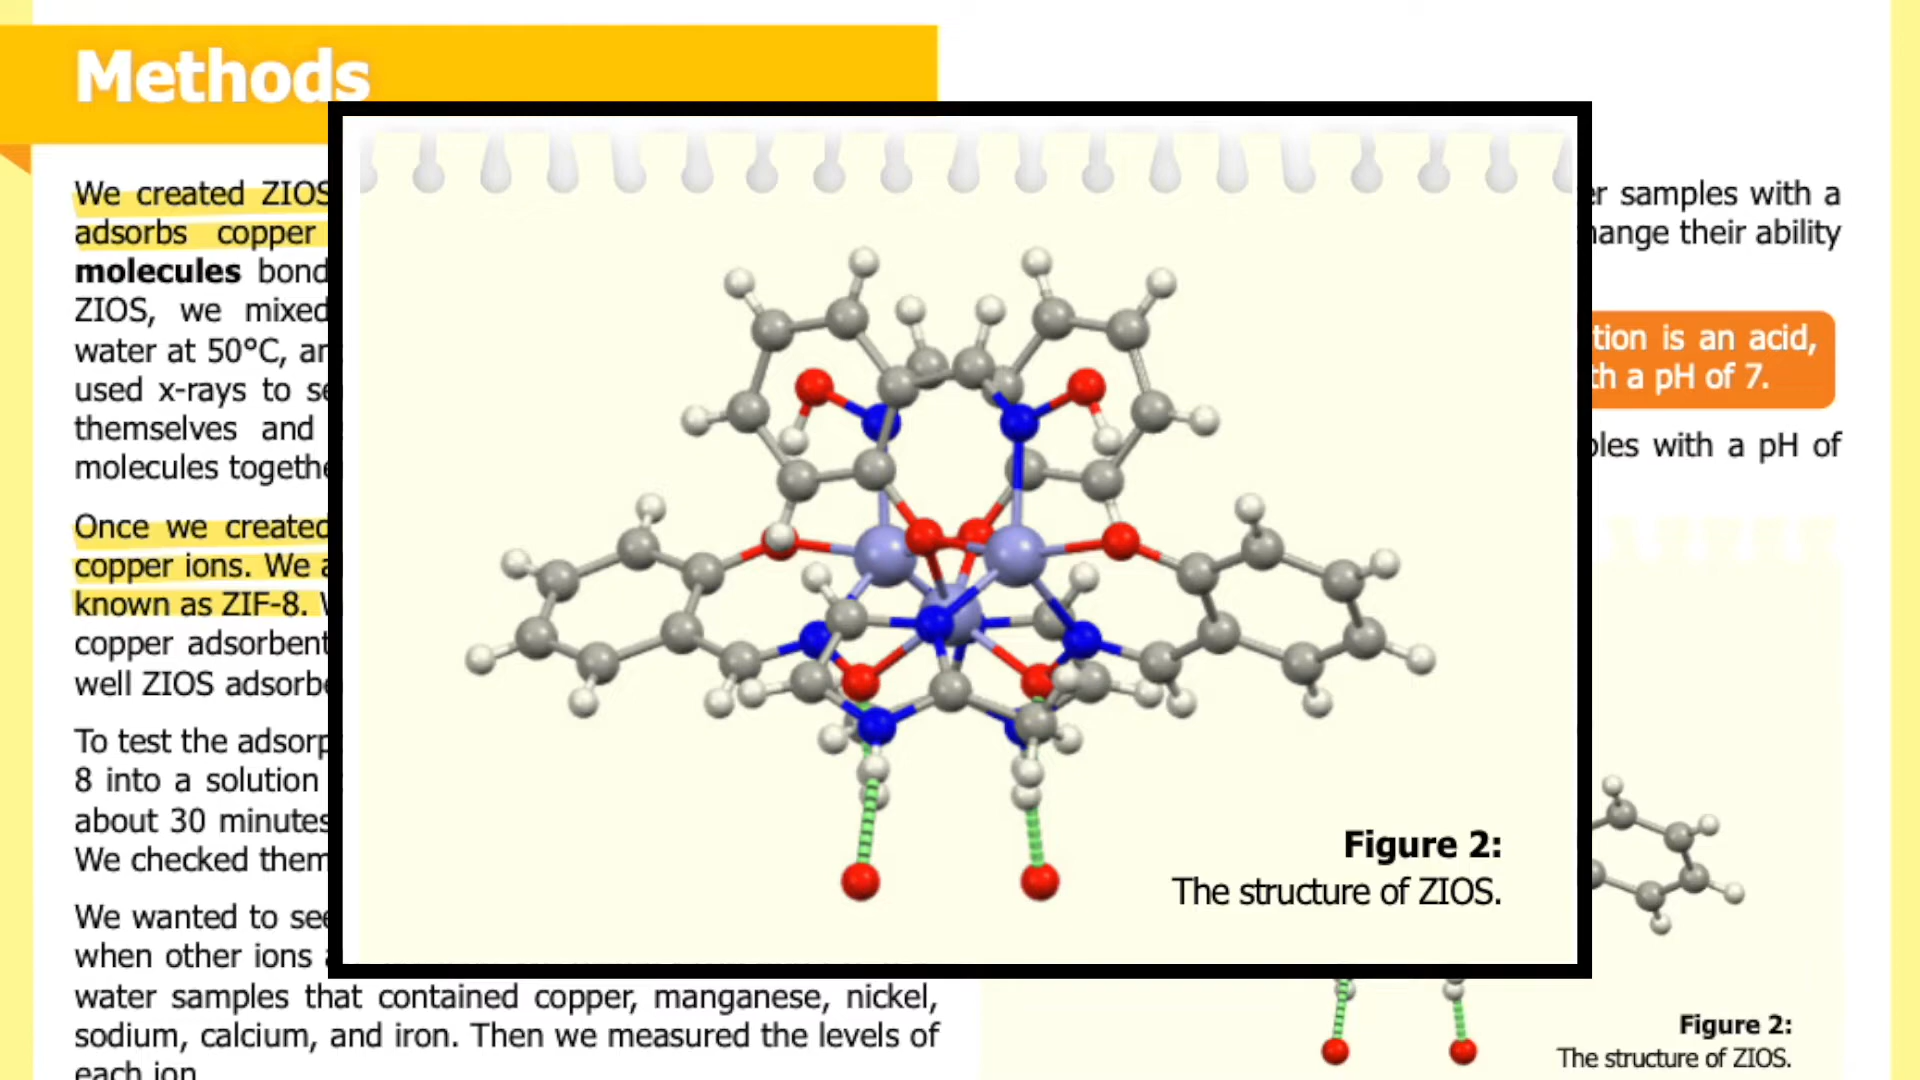 Methods
We created ZIOS
adsorbs copper
molecules bond
ZIOS, we mixed
water at 50°C, an
used x-rays to se
themselves and
molecules togethe
Once we created
copper ions. We a
known as ZIF-8.
copper adsorbent
well ZIOS adsorbe
To test the adsorp
8 into a solution
about 30 minutes
We checked them
We wanted to see
when other ions
water samples that contained copper, manganese, nickel,
sodium, calcium, and iron. Then we measured the levels of
each ion
Figure 2:
The structure of ZIOS.
er samples with a
hange their ability
tion is an acid,
th a pH of 7.
ples with a pH of
Figure 2:
The structure of ZIOS.